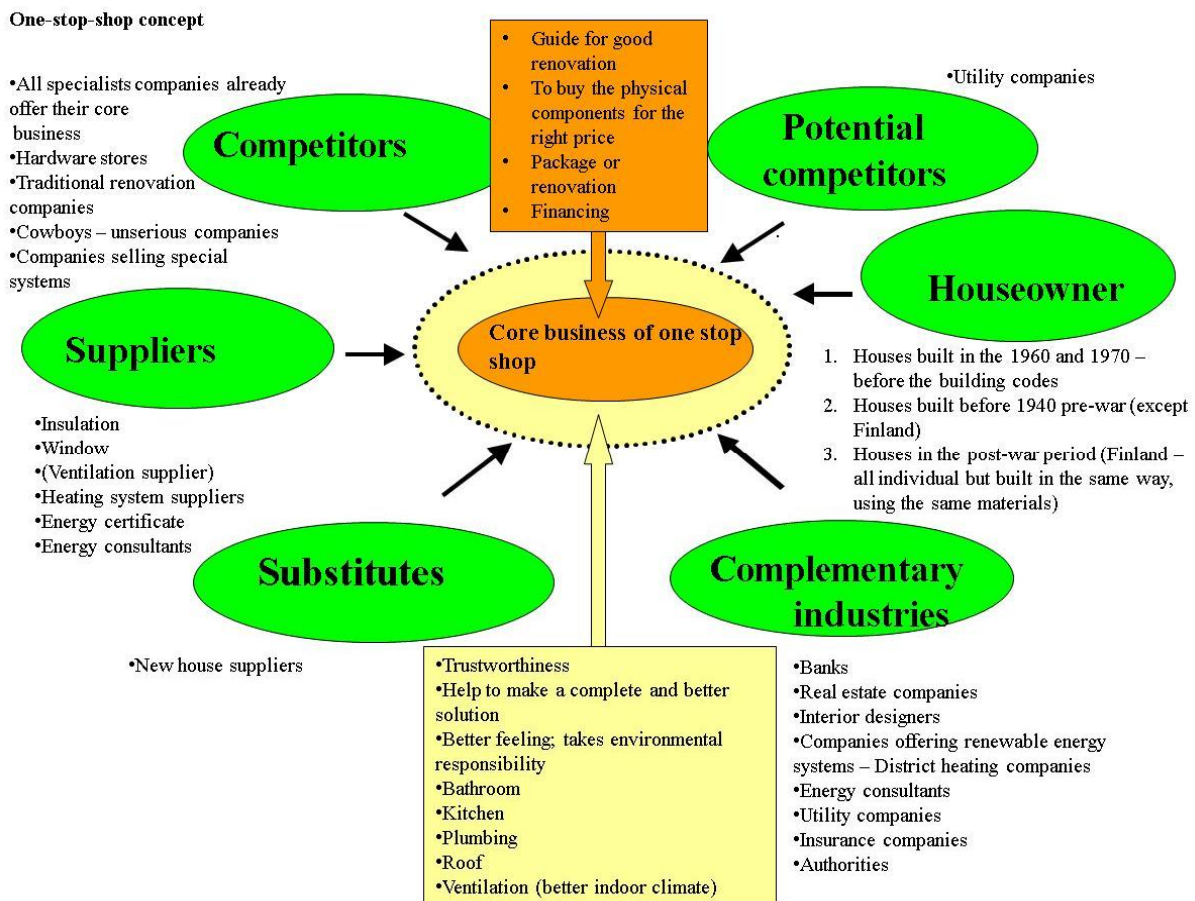 One-stop-shop concept
•All specialists companies already
offer their core
business
•Hardware stores
•Traditional renovation
companies
•Cowboys – unserious companies
•Companies selling special
systems
Competitors
• Guide for good
renovation
• To buy the physical
components for the
right price
• Package or
renovation
• Financing
•Utility companies
Potential
competitors
Houseowner
1. Houses built in the 1960 and 1970 –
before the building codes
2. Houses built before 1940 pre-war (except
Finland)
3. Houses in the post-war period (Finland –
all individual but built in the same way,
using the same materials)
Core business of one stop
shop
Suppliers
•Insulation
•Window
•(Ventilation supplier)
•Heating system suppliers
•Energy certificate
•Energy consultants
Substitutes
•New house suppliers
•Trustworthiness
•Help to make a complete and better
solution
•Better feeling; takes environmental
responsibility
•Bathroom
•Kitchen
•Plumbing
•Roof
•Ventilation (better indoor climate)
Complementary
industries
•Banks
•Real estate companies
•Interior designers
•Companies offering renewable energy
systems – District heating companies
•Energy consultants
•Utility companies
•Insurance companies
•Authorities